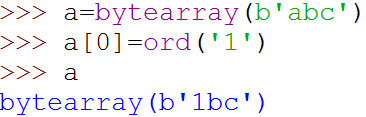 >>> a=bytearray(b'abc')
>>> a[0]=ord('1')
>>> a
bytearray(b'1bc')